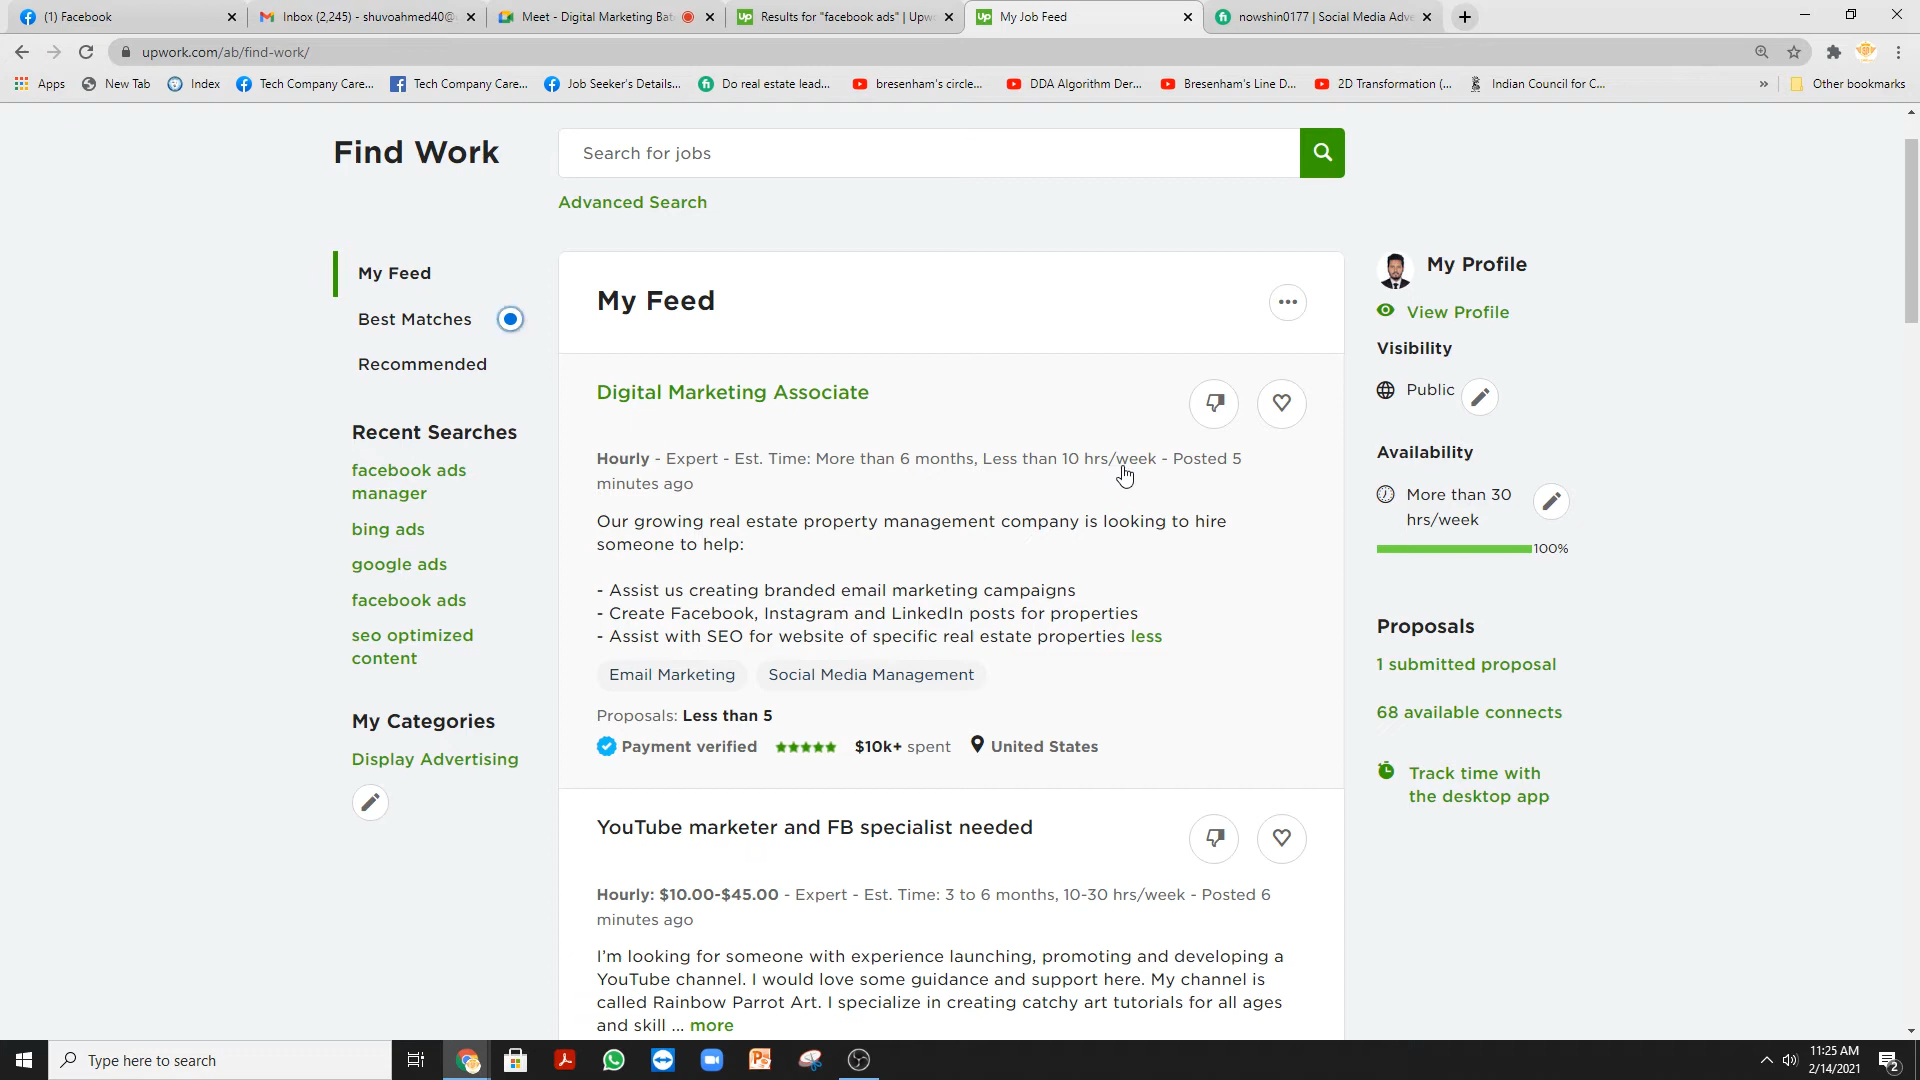 (1) Facebook
Inbox (2,245) - shuvoahmed40@
Meet - Digital Marketing Bat
Results for "facebook ads" | Upwo
My Job Feed
nowshin0177 | Social Media Adve
upwork.com/ab/find-work/
Apps
New Tab
Index
Tech Company Care...
Tech Company Care...
Job Seeker's Details...
Do real estate lead...
bresenham's circle...
DDA Algorithm Der...
Bresenham's Line D...
2D Transformation (...
Indian Council for C...
»
Other bookmarks
Find Work
Search for jobs
Advanced Search
My Feed
Best Matches
Recommended
Recent Searches
facebook ads
manager
bing ads
google ads
facebook ads
seo optimized
content
My Categories
Display Advertising
My Feed
Digital Marketing Associate
Hourly - Expert - Est. Time: More than 6 months, Less than 10 hrs/week - Posted 5
minutes ago
Our growing real estate property management company is looking to hire
someone to help:
- Assist us creating branded email marketing campaigns
- Create Facebook, Instagram and LinkedIn posts for properties
- Assist with SEO for website of specific real estate properties less
Email Marketing
Social Media Management
Proposals: Less than 5
Payment verified
$10k+ spent
United States
YouTube marketer and FB specialist needed
Hourly: $10.00-$45.00 - Expert - Est. Time: 3 to 6 months, 10-30 hrs/week - Posted 6
minutes ago
I'm looking for someone with experience launching, promoting and developing a
YouTube channel. I would love some guidance and support here. My channel is
called Rainbow Parrot Art. I specialize in creating catchy art tutorials for all ages
and skill ... more
My Profile
View Profile
Visibility
Public
Availability
More than 30
hrs/week
100%
Proposals
1 submitted proposal
68 available connects
Track time with
the desktop app
Type here to search
11:25 AM
2/14/2021
2